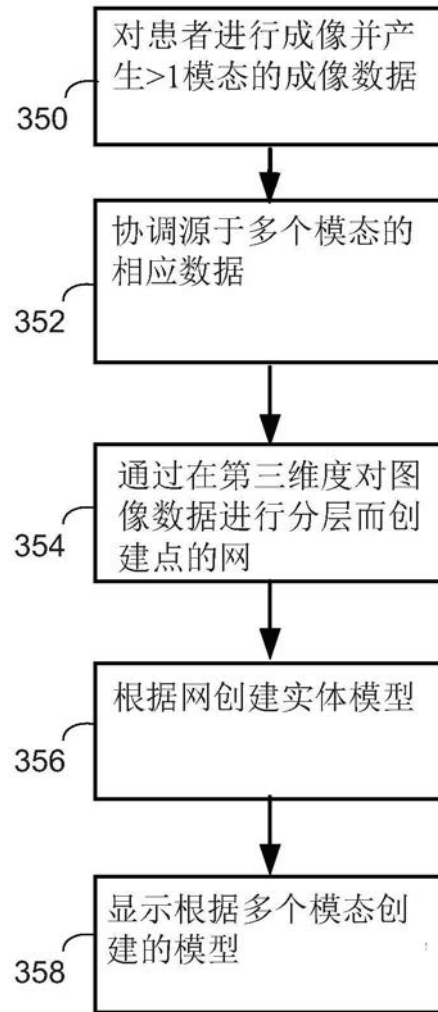 对患者进行成像并产
生>1模态的成像数据
350
协调源于多个模态的
相应数据
352
通过在第三维度对图
像数据进行分层而创
建点的网
354
根据网创建实体模型
356
显示根据多个模态创
建的模型
358